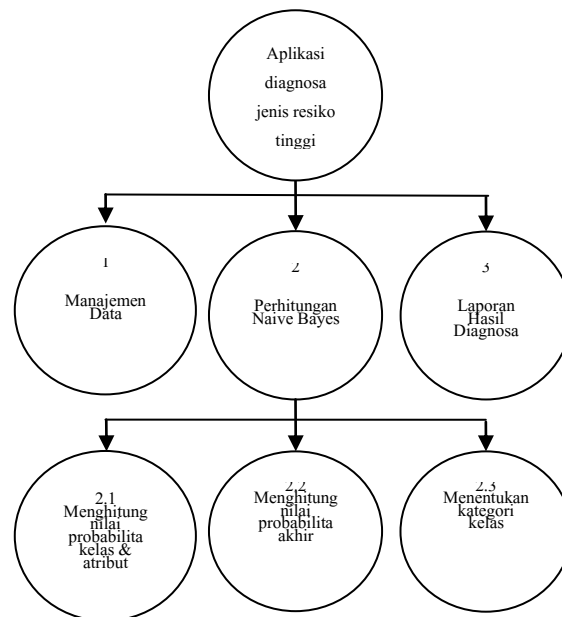 Aplikasi
diagnosa
jenis resiko
tinggi
1
Manajemen
Data
2
Perhitungan
Naive Bayes
3
Laporan
Hasil
Diagnosa
2.1
Menghitung
nilai
probabilita
kelas &
atribut
2.2
Menghitung
nilai
probabilita
akhir
2.3
Menentukan
kategori
kelas